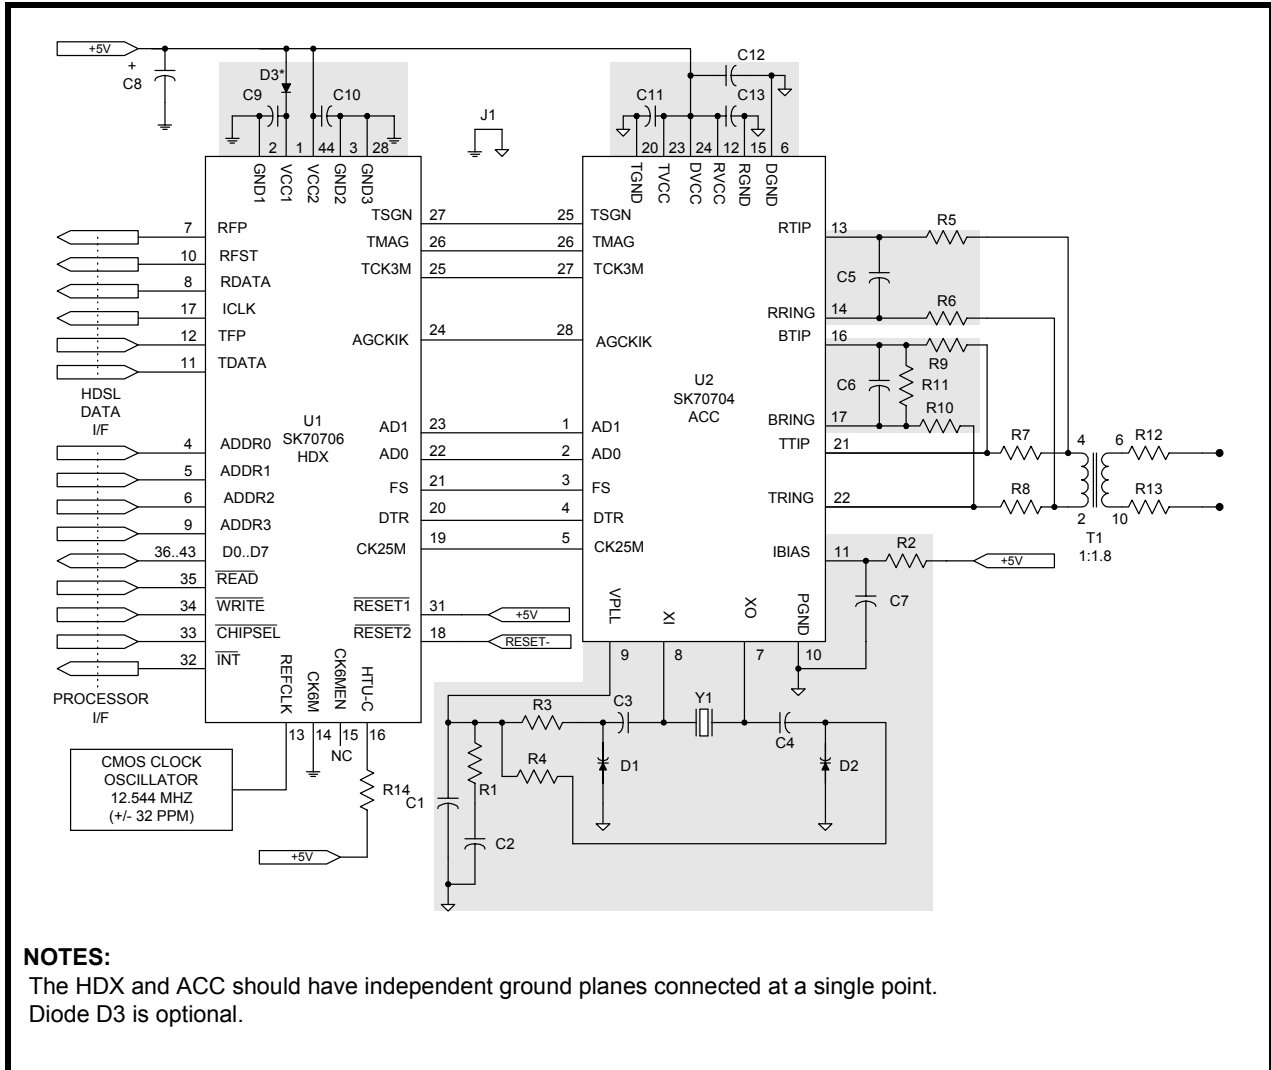 +5V
+
C8
D3*
C9
C10
J1
C12
C11
C13
2 1 44 3 28
20 23 24 12 15 6
GND1
VCC1
VCC2
GND2
GND3
TGND
TVCC
DVCC
RVCC
RGND
DGND
7 RFP
10 RFST
8 RDATA
17 ICLK
12 TFP
11 TDATA
HDSL
DATA
I/F
4 ADDR0
5 ADDR1
6 ADDR2
9 ADDR3
36..43 D0..D7
35 READ
34 WRITE
33 CHIPSEL
32 INT
PROCESSOR
I/F
U1
SK70706
HDX
TSGN 27
TMAG 26
TCK3M 25
AGCKIK 24
AD1 23
AD0 22
FS 21
DTR 20
CK25M 19
RESET1 31
+5V
RESET2 18
RESET-
REFCLK
CK6M
CK6MEN
HTU-C
13 14 15 16
NC
CMOS CLOCK
OSCILLATOR
12.544 MHZ
(+/- 32 PPM)
R14
+5V
25 TSGN
26 TMAG
27 TCK3M
28 AGCKIK
1 AD1
2 AD0
3 FS
4 DTR
5 CK25M
U2
SK70704
ACC
RTIP 13
RRING 14
BTIP 16
BRING 17
TTIP 21
TRING 22
IBIAS 11
VPLL
XI
XO
PGND
9 8 7 10
R5
C5
R6
R9
C6
R11
R10
R7
R8
4 6
2 10
T1
1:1.8
R12
R13
R2
+5V
C7
R3
C3
Y1
C4
R4
D1
D2
C1
R1
C2
NOTES:
The HDX and ACC should have independent ground planes connected at a single point.
Diode D3 is optional.